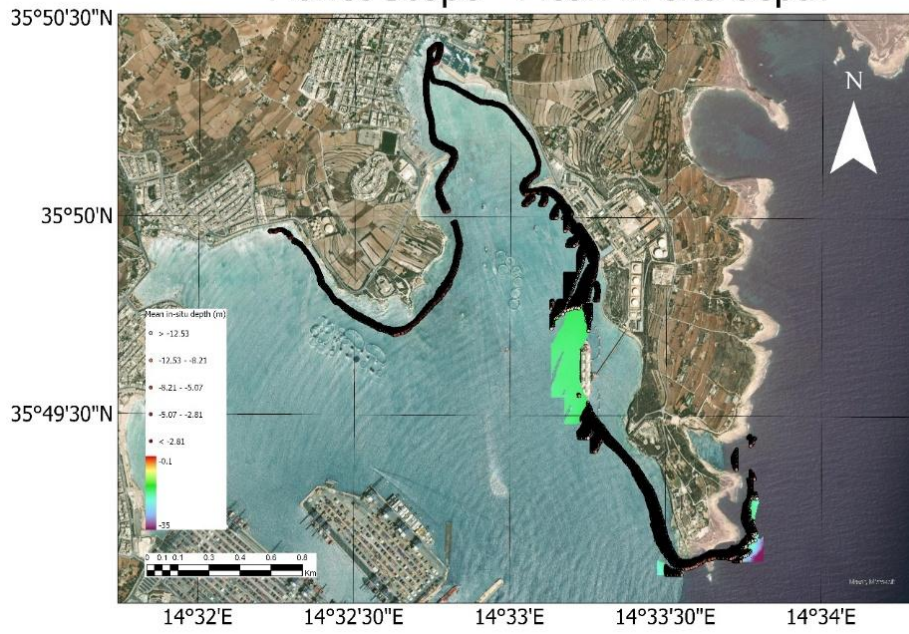 35°50'30"N
N
35°50'N
Mean in-situ depth (m)
> -12.53
-12.53 - -8.21
-8.21 - -5.07
-5.07 - -2.81
< -2.81
-0.1
-35
35°49'30"N
0 0.1 0.1 0.2 0.4 0.6 0.8
Km
14°32'E 14°32'30"E 14°33'E 14°33'30"E 14°34'E